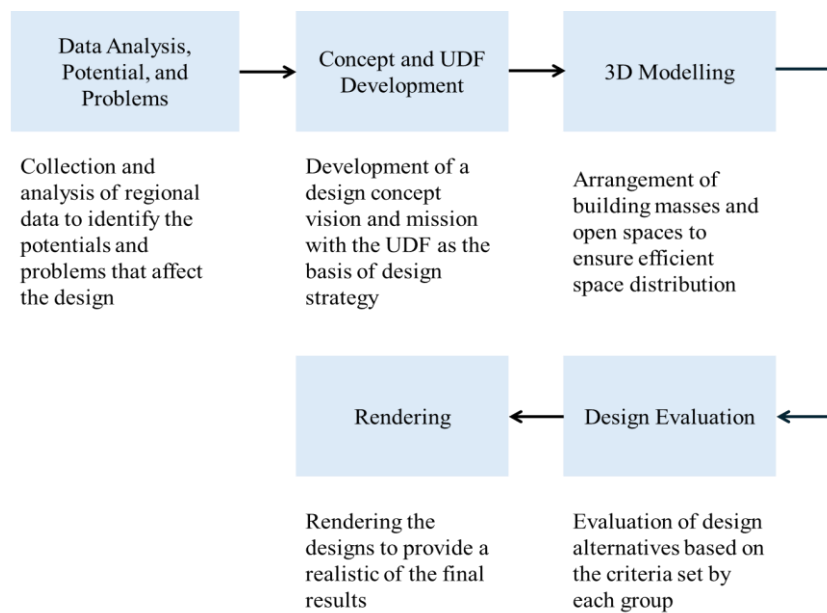 Data Analysis,
Potential, and
Problems
Concept and UDF
Development
3D Modelling
Collection and
analysis of regional
data to identify the
potentials and
problems that affect
the design
Development of a
design concept
vision and mission
with the UDF as the
basis of design
strategy
Arrangement of
building masses and
open spaces to
ensure efficient
space distribution
Rendering
Design Evaluation
Rendering the
designs to provide a
realistic of the final
results
Evaluation of design
alternatives based on
the criteria set by
each group